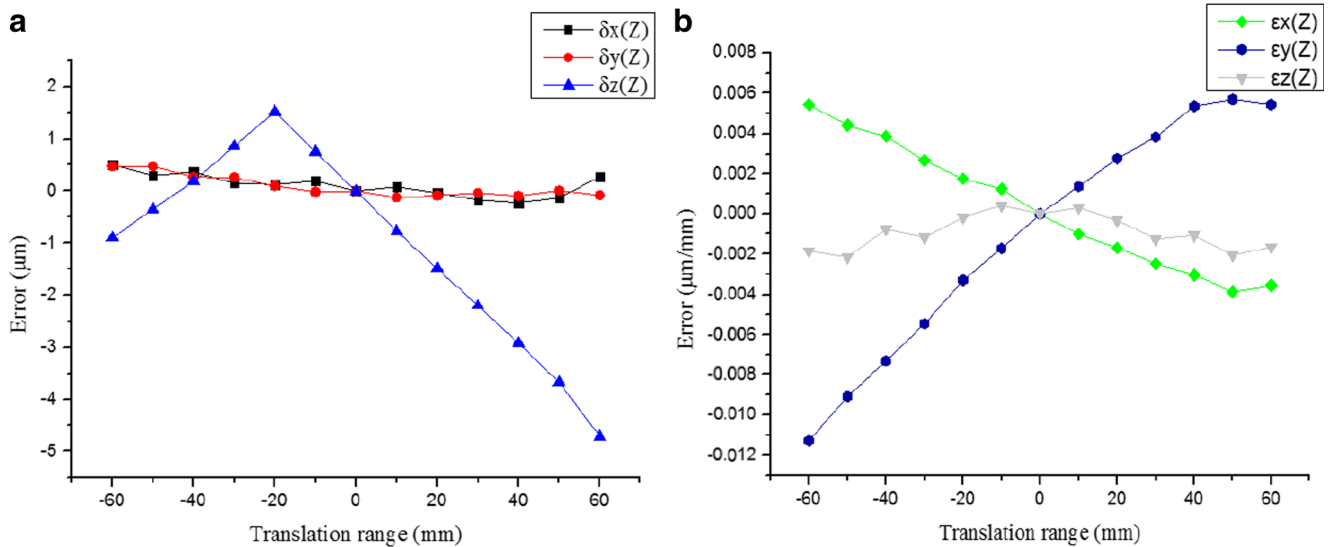 a
δx(Z)
δy(Z)
δz(Z)
2
1
0
-1
-2
-3
-4
-5
Error (μm)
-60 -40 -20 0 20 40 60
Translation range (mm)
b
εx(Z)
εy(Z)
εz(Z)
0.008
0.006
0.004
0.002
0.000
-0.002
-0.004
-0.006
-0.008
-0.010
-0.012
Error (μm/mm)
-60 -40 -20 0 20 40 60
Translation range (mm)